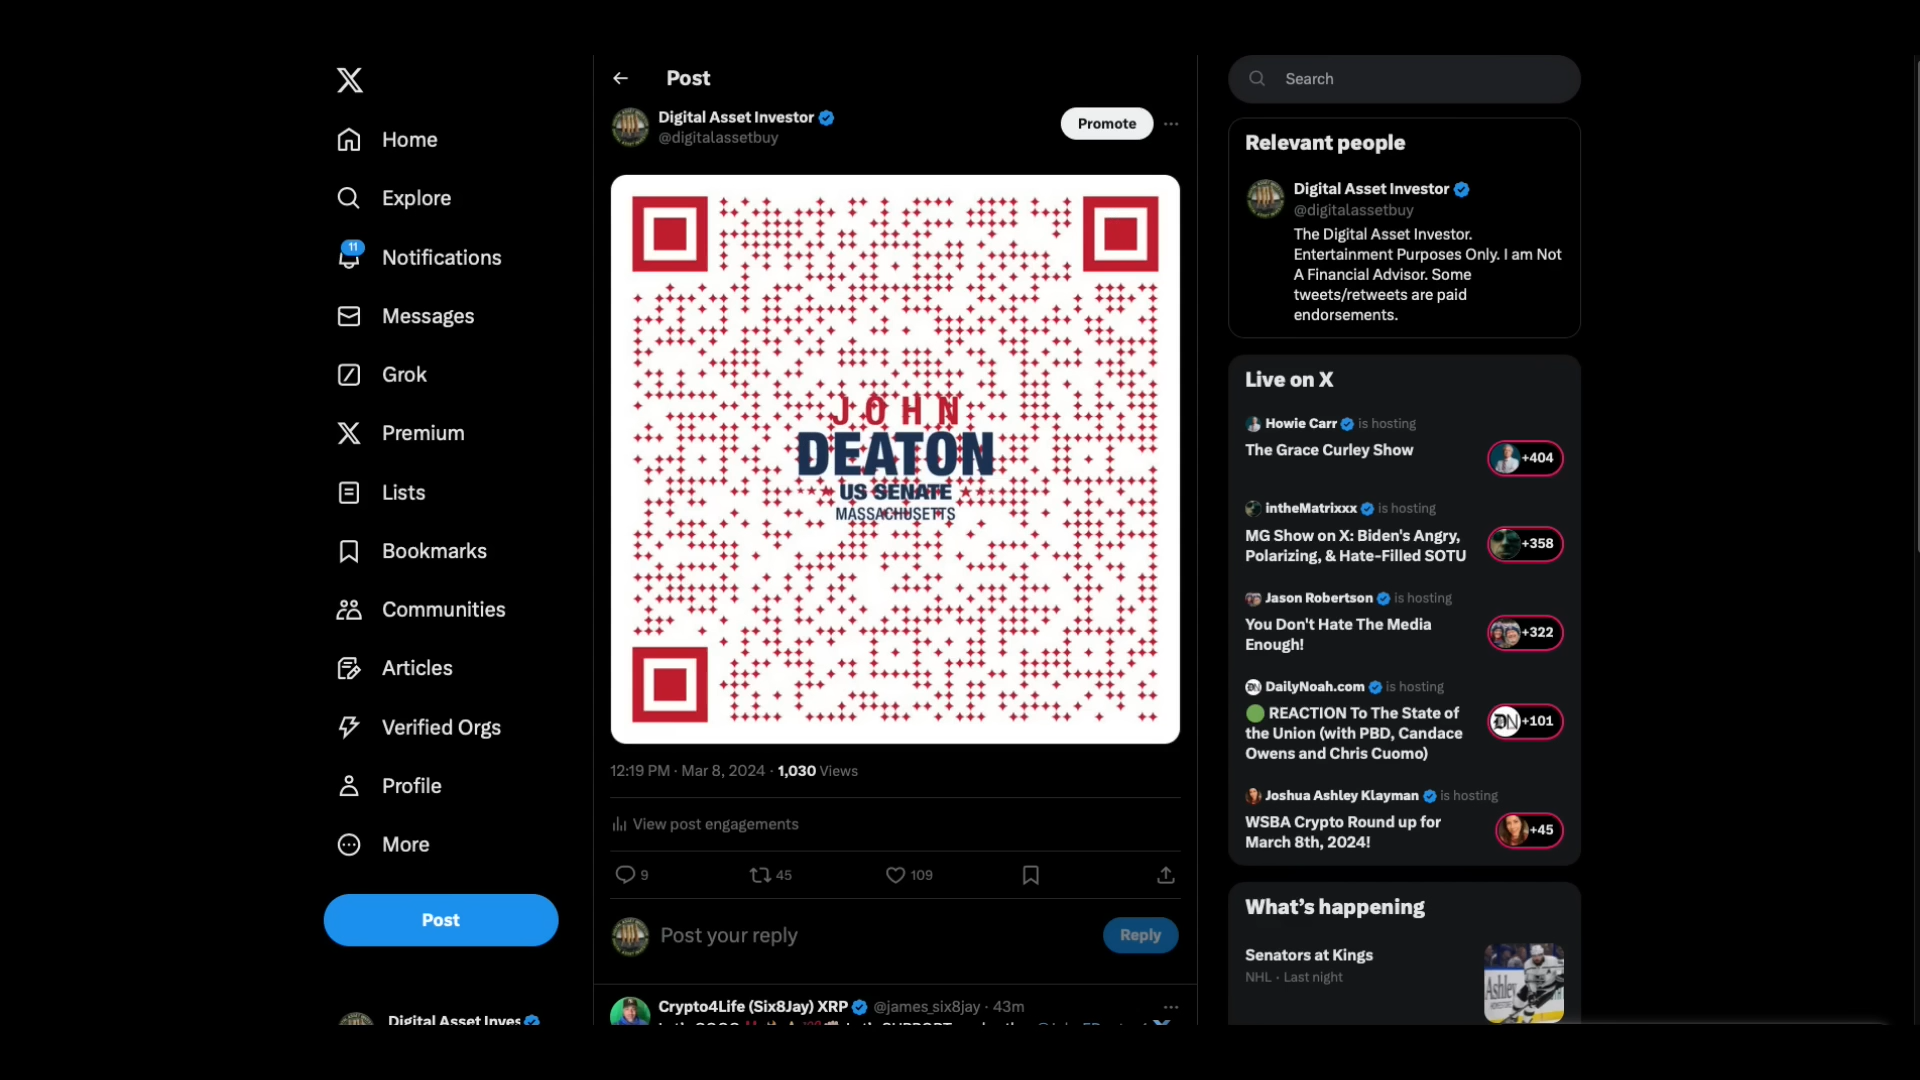 Home
Explore
11
Notifications
Messages
Grok
Premium
Lists
Bookmarks
Communities
Articles
Verified Orgs
Profile
More
Post
Digital Asset Inves
Post
Digital Asset Investor
@digitalassetbuy
Promote
JOHN
DEATON
US SENATE
MASSACHUSETTS
12:19 PM · Mar 8, 2024 · 1,030 Views
View post engagements
9
45
109
Post your reply
Reply
Crypto4Life (Six8Jay) XRP @james_six8jay · 43m
Search
Relevant people
Digital Asset Investor
@digitalassetbuy
The Digital Asset Investor.
Entertainment Purposes Only. I am Not
A Financial Advisor. Some
tweets/retweets are paid
endorsements.
Live on X
Howie Carr is hosting
The Grace Curley Show
+404
intheMatrixxx is hosting
MG Show on X: Biden's Angry,
Polarizing, & Hate-Filled SOTU
+358
Jason Robertson is hosting
You Don't Hate The Media
Enough!
+322
DailyNoah.com is hosting
REACTION To The State of
the Union (with PBD, Candace
Owens and Chris Cuomo)
DN
+101
Joshua Ashley Klayman is hosting
WSBA Crypto Round up for
March 8th, 2024!
+45
What's happening
Senators at Kings
NHL · Last night
Ashley